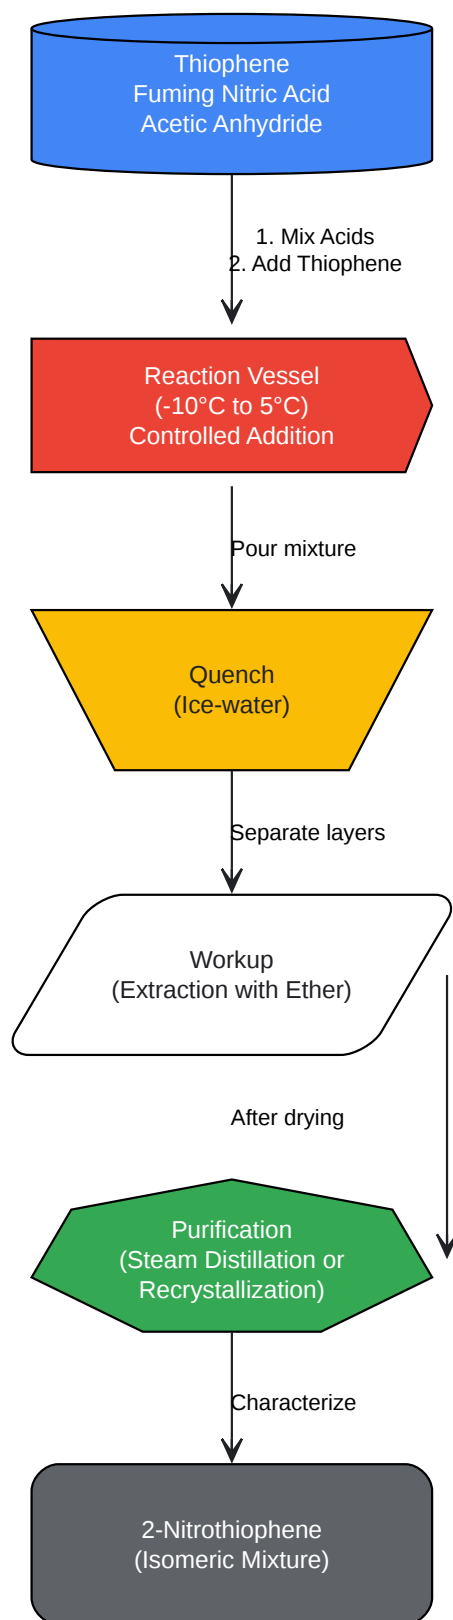 Thiophene
Fuming Nitric Acid
Acetic Anhydride
1. Mix Acids
2. Add Thiophene
Reaction Vessel
(-10°C to 5°C)
Controlled Addition
Pour mixture
Quench
(Ice-water)
Separate layers
Workup
(Extraction with Ether)
After drying
Purification
(Steam Distillation or
Recrystallization)
Characterize
2-Nitrothiophene
(Isomeric Mixture)